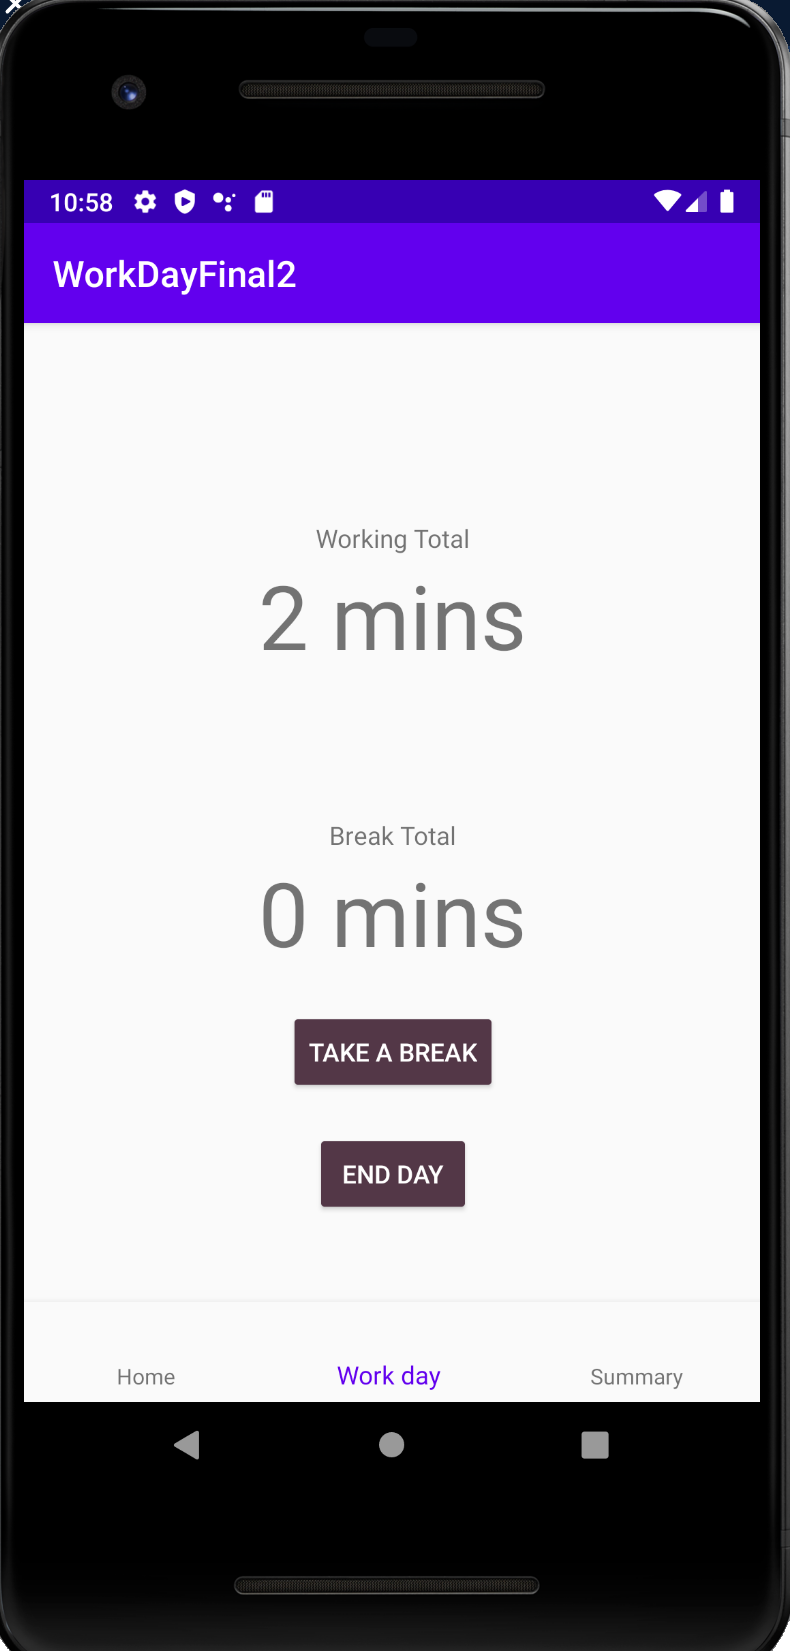 10:58
WorkDayFinal2
Working Total
2 mins
Break Total
0 mins
TAKE A BREAK
END DAY
Home Work day Summary